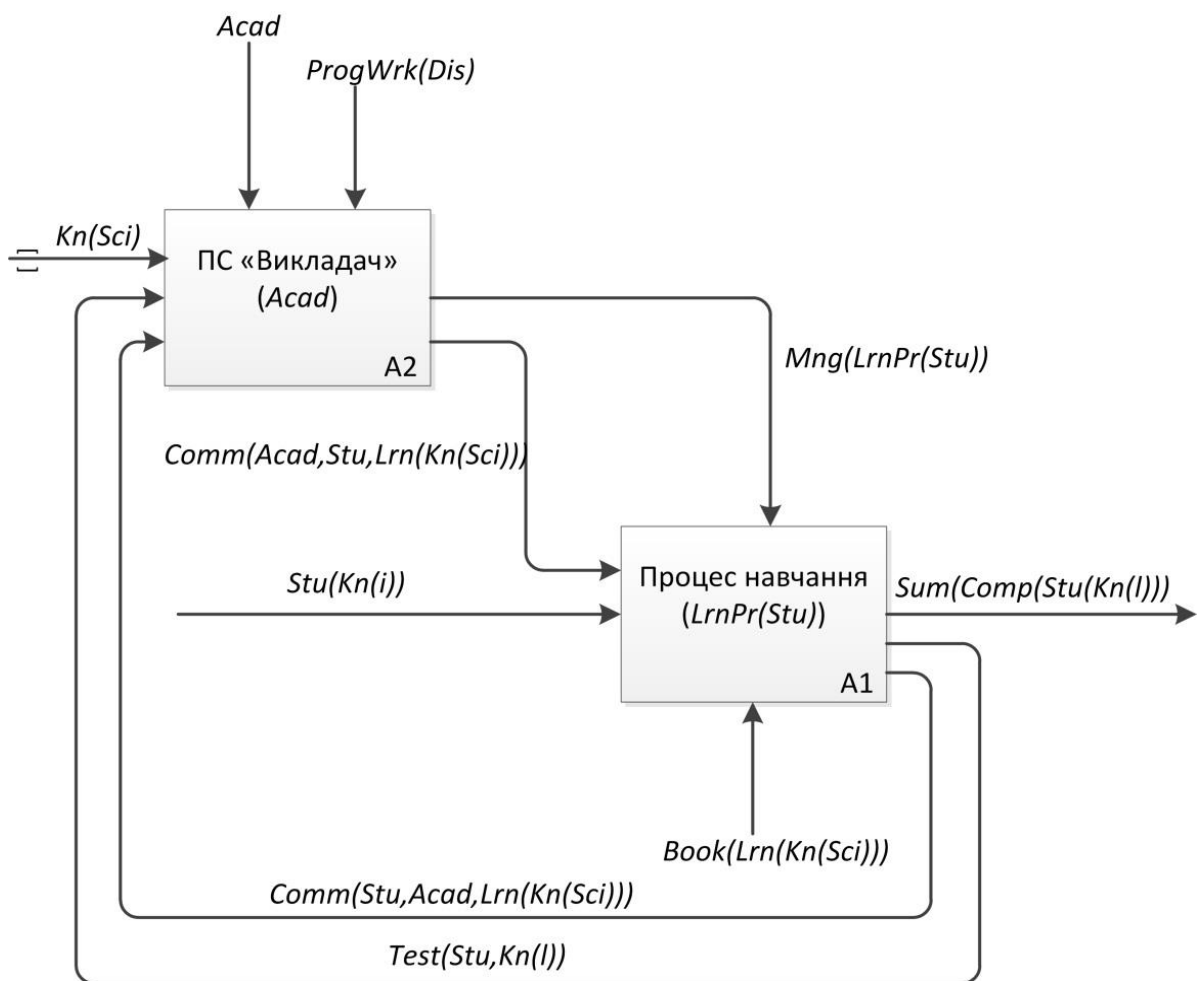 Acad
ProgWrk(Dis)
Kn(Sci)
[ ]
ПС «Викладач»
(Acad)
A2
Mng(LrnPr(Stu))
Comm(Acad,Stu,Lrn(Kn(Sci)))
Stu(Kn(i))
Процес навчання
(LrnPr(Stu))
A1
Sum(Comp(Stu(Kn(l)))
Book(Lrn(Kn(Sci)))
Comm(Stu,Acad,Lrn(Kn(Sci)))
Test(Stu,Kn(l))